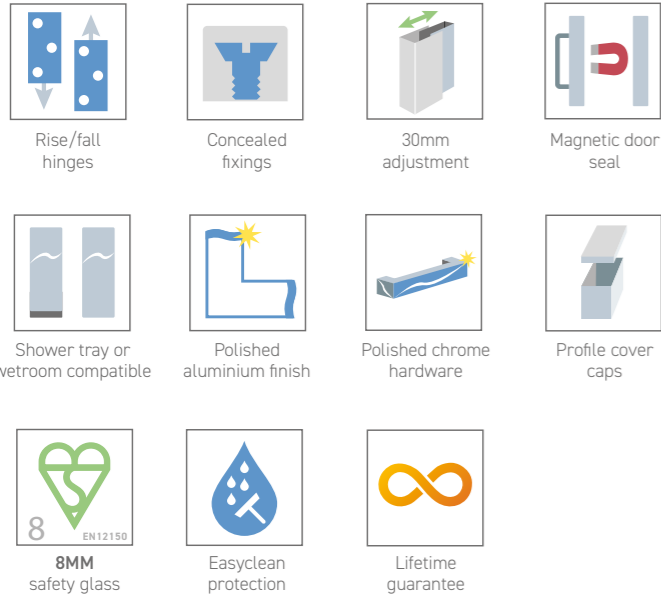 Rise/fall
hinges
Concealed
fixings
30mm
adjustment
Magnetic door
seal
Shower tray or
wetroom compatible
Polished
aluminium finish
Polished chrome
hardware
Profile cover
caps
8
EN12150
8MM
safety glass
Easyclean
protection
Lifetime
guarantee